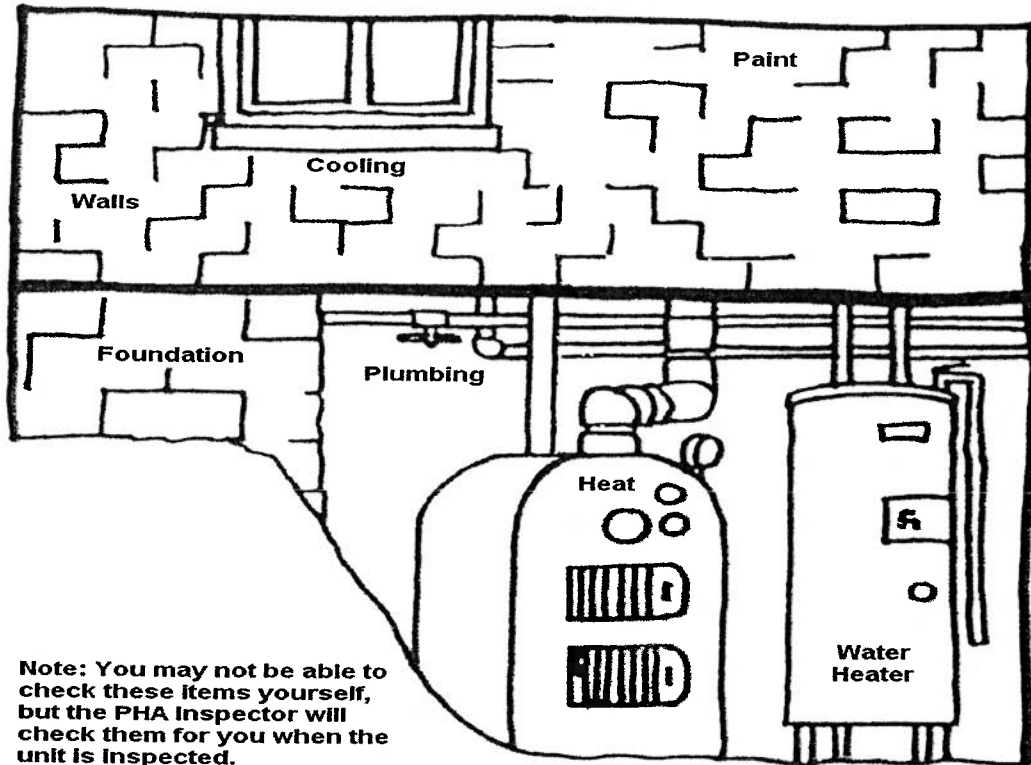 Paint
Cooling
Walls
Foundation
Plumbing
Heat
Water
Heater
Note: You may not be able to
check these items yourself,
but the PHA Inspector will
check them for you when the
unit is inspected.